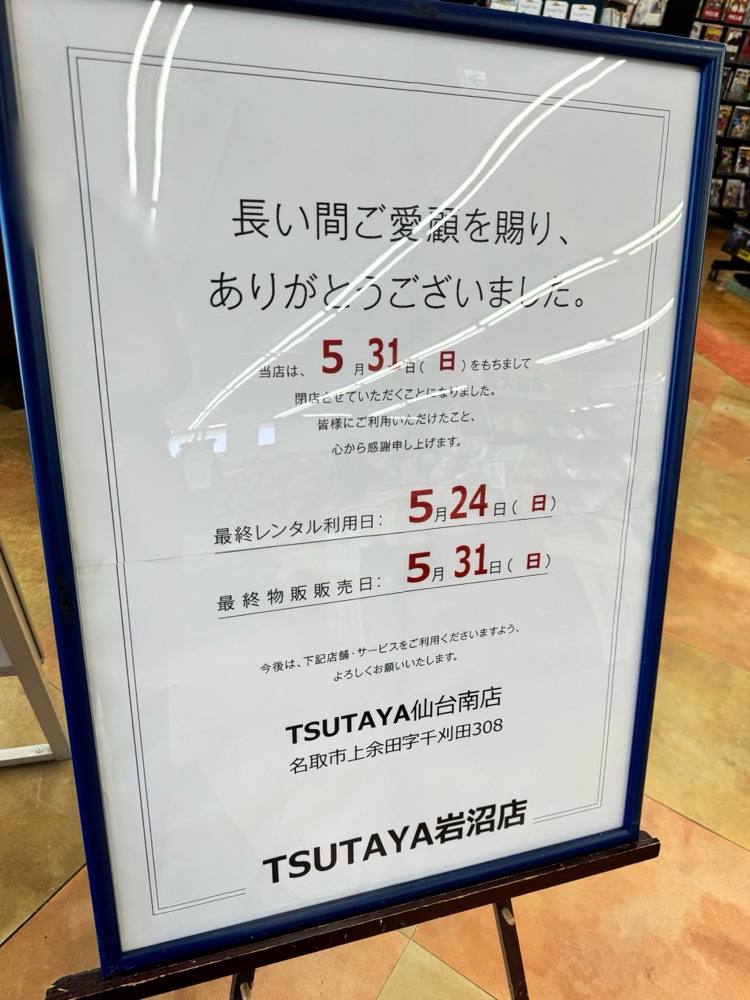 長い間ご愛顧を賜り、
ありがとうございました。
当店は、5月31日(日)をもちまして
閉店させていただくことになりました。
皆様にご利用いただけたこと、
心から感謝申し上げます。
最終レンタル利用日：5月24日(日)
最終物販販売日：5月31日(日)
今後は、下記店舗・サービスをご利用くださいますよう、
よろしくお願いいたします。
TSUTAYA仙台南店
名取市上余田字千刈田308
TSUTAYA岩沼店